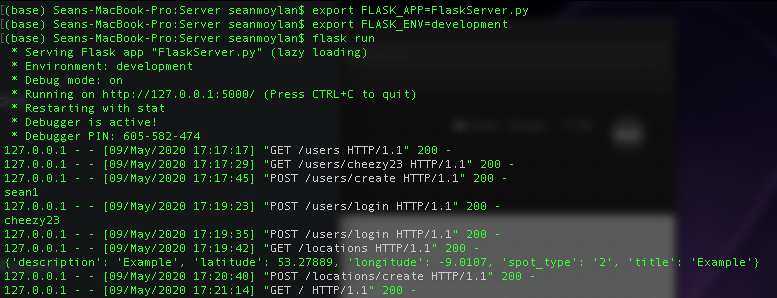 (base) Seans-MacBook-Pro:Server seanmoylan$ export FLASK_APP=FlaskServer.py
(base) Seans-MacBook-Pro:Server seanmoylan$ export FLASK_ENV=development
(base) Seans-MacBook-Pro:Server seanmoylan$ flask run
 * Serving Flask app "FlaskServer.py" (lazy loading)
 * Environment: development
 * Debug mode: on
 * Running on http://127.0.0.1:5000/ (Press CTRL+C to quit)
 * Restarting with stat
 * Debugger is active!
 * Debugger PIN: 605-582-474
127.0.0.1 - - [09/May/2020 17:17:17] "GET /users HTTP/1.1" 200 -
127.0.0.1 - - [09/May/2020 17:17:29] "GET /users/cheezy23 HTTP/1.1" 200 -
127.0.0.1 - - [09/May/2020 17:17:45] "POST /users/create HTTP/1.1" 200 -
sean1
127.0.0.1 - - [09/May/2020 17:19:23] "POST /users/login HTTP/1.1" 200 -
cheezy23
127.0.0.1 - - [09/May/2020 17:19:35] "POST /users/login HTTP/1.1" 200 -
127.0.0.1 - - [09/May/2020 17:19:42] "GET /locations HTTP/1.1" 200 -
{'description': 'Example', 'latitude': 53.27889, 'longitude': -9.0107, 'spot_type': '2', 'title': 'Example'}
127.0.0.1 - - [09/May/2020 17:20:40] "POST /locations/create HTTP/1.1" 200 -
127.0.0.1 - - [09/May/2020 17:21:14] "GET / HTTP/1.1" 200 -